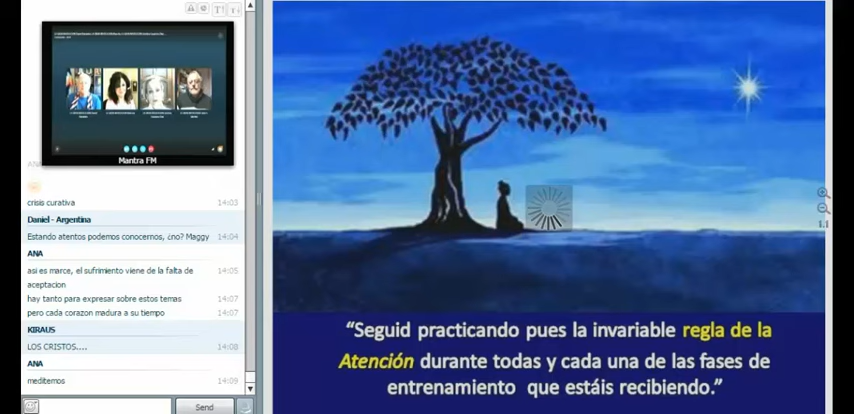 Mantra FM
ANA
crisis curativa 14:03
Daniel - Argentina
Estando atentos podemos conocernos, ¿no? Maggy 14:04
ANA
asi es marce, el sufrimiento viene de la falta de 14:05
aceptacion
hay tanto para expresar sobre estos temas 14:07
pero cada corazon madura a su tiempo 14:07
KIRAUS
LOS CRISTOS.... 14:08
ANA
meditemos 14:09
Send
1:1
“Seguid practicando pues la invariable regla de la
Atención durante todas y cada una de las fases de
entrenamiento que estáis recibiendo.”